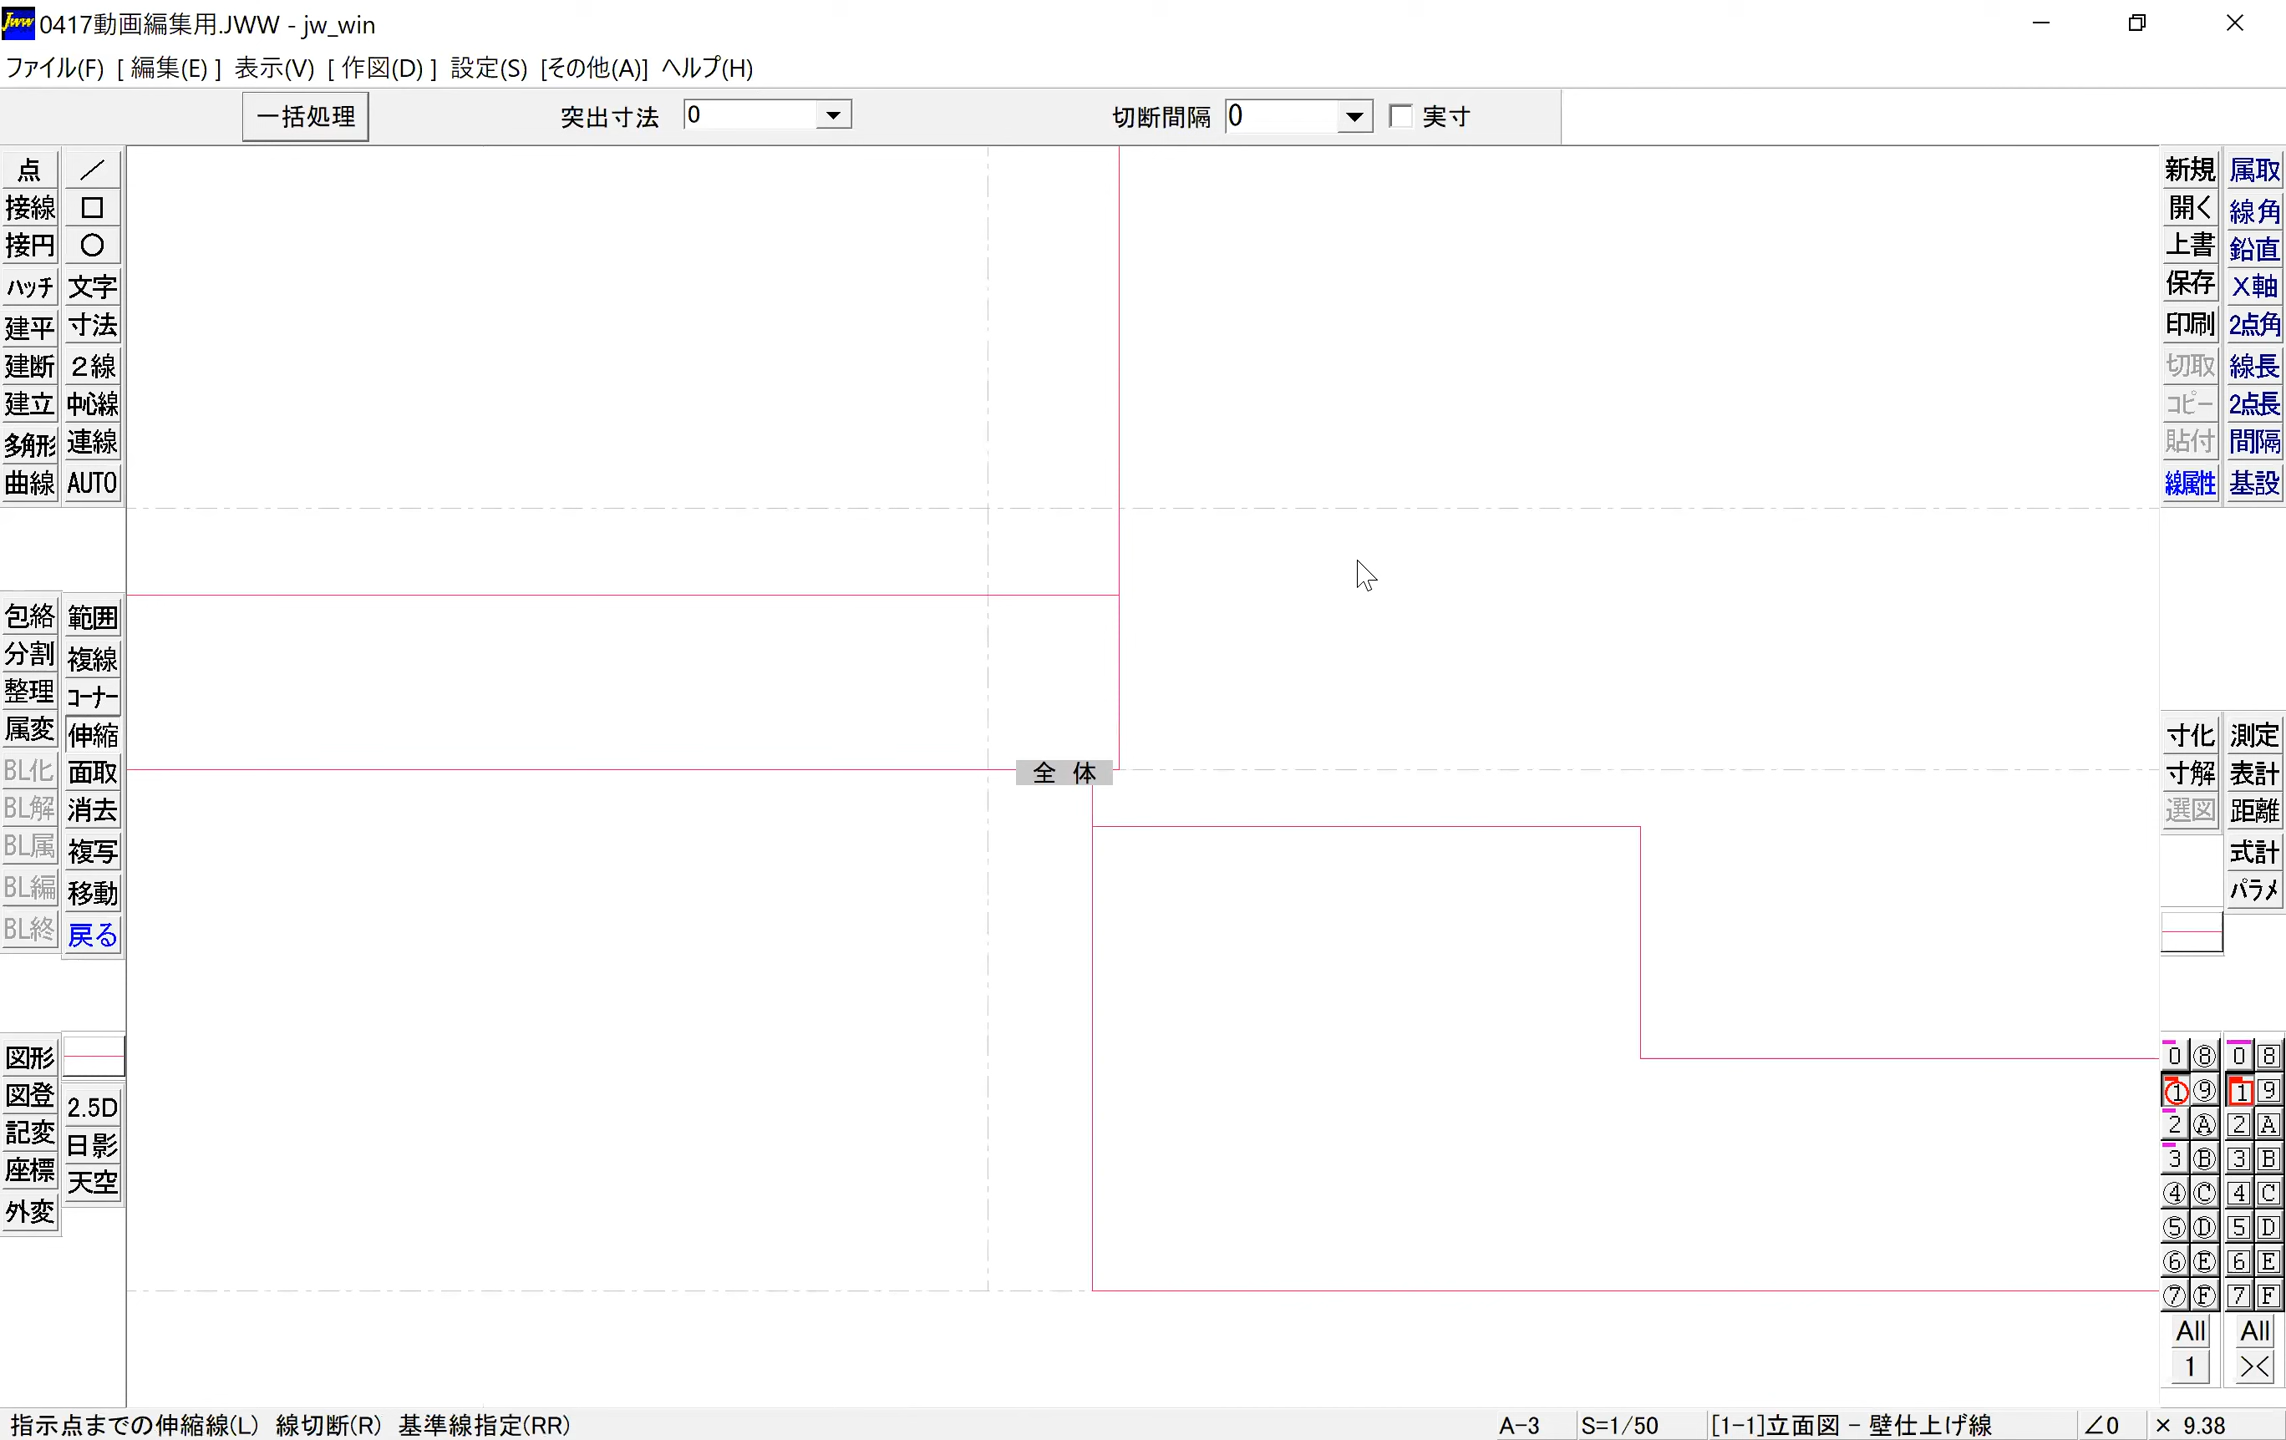 0417動画編集用.JWW - jw_win
ファイル(F) [ 編集(E) ] 表示(V) [ 作図(D) ] 設定(S) [その他(A)] ヘルプ(H)
一括処理 突出寸法 0 切断間隔 0 実寸
点
接線
接円
ハッチ 文字
建平 寸法
建断 2線
建立 中心線
多角形 連線
曲線 AUTO
新規 属取
開く 線角
上書 鉛直
保存 X軸
印刷 2点角
切取 線長
コピー 2点長
貼付 間隔
線属性 基設
包絡 範囲
分割 複線
整理 コーナー
属変 伸縮
BL化 面取
BL解 消去
BL属 複写
BL編 移動
BL終 戻る
全 体
寸化 測定
寸解 表計
選図 距離
式計
パラメ
図形
図登 2.5D
記変 日影
座標 天空
外変
0 8 0 8
1 9 1 9
2 A 2 A
3 B 3 B
4 C 4 C
5 D 5 D
6 E 6 E
7 F 7 F
All All
1 ><
指示点までの伸縮線(L) 線切断(R) 基準線指定(RR) A-3 S=1/50 [1-1]立面図 - 壁仕上げ線 ∠0 × 9.38